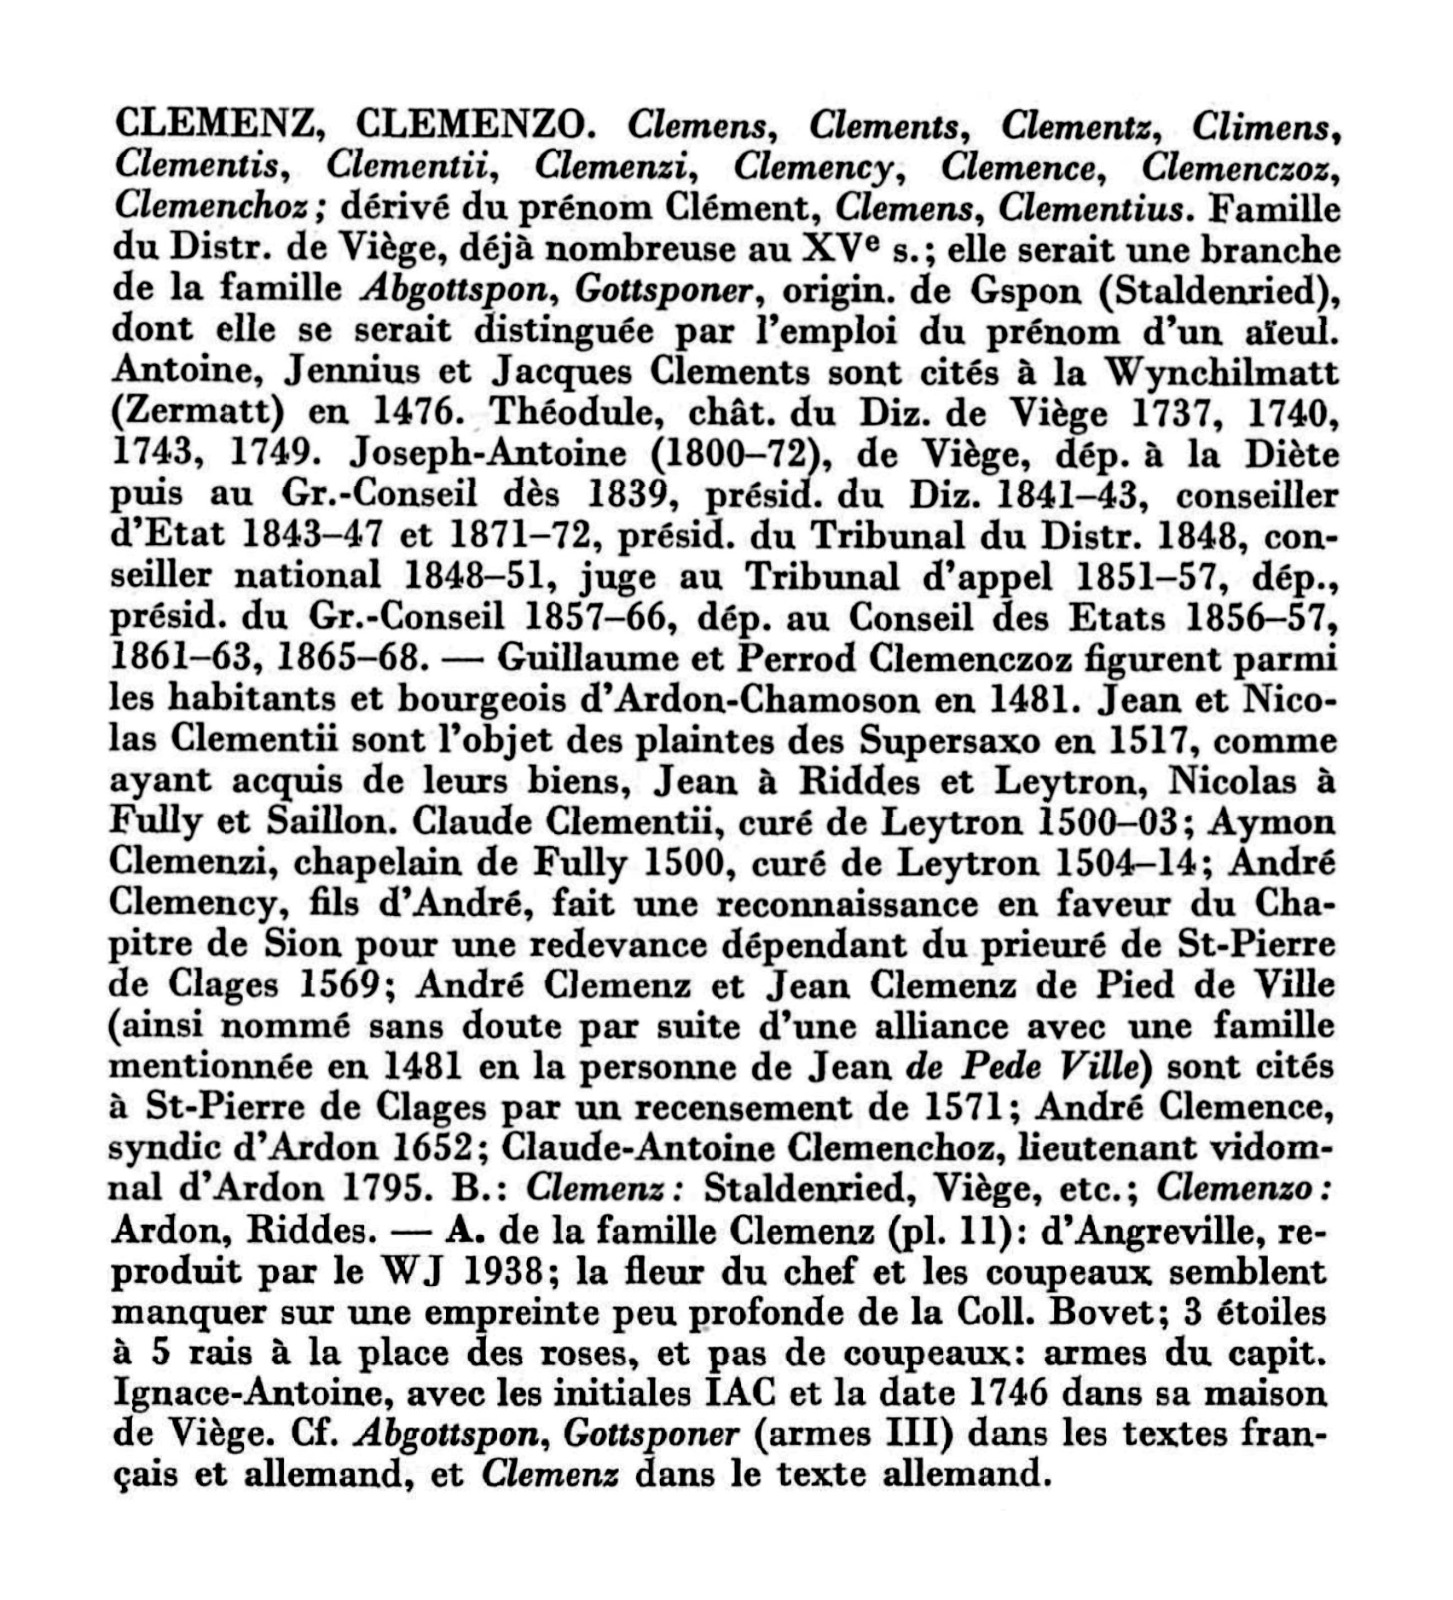 CLEMENZ, CLEMENZO. Clemens, Clements, Clementz, Climens,
Clementis, Clementii, Clemenzi, Clemency, Clemence, Clemenczoz,
Clemenchoz; dérivé du prénom Clément, Clemens, Clementius. Famille
du Distr. de Viège, déjà nombreuse au XVe s.; elle serait une branche
de la famille Abgottspon, Gottsponer, origin. de Gspon (Staldenried),
dont elle se serait distinguée par l'emploi du prénom d'un aïeul.
Antoine, Jennius et Jacques Clements sont cités à la Wynchilmatt
(Zermatt) en 1476. Théodule, chât. du Diz. de Viège 1737, 1740,
1743, 1749. Joseph-Antoine (1800–72), de Viège, dép. à la Diète
puis au Gr.-Conseil dès 1839, présid. du Diz. 1841–43, conseiller
d'Etat 1843–47 et 1871–72, présid. du Tribunal du Distr. 1848, con-
seiller national 1848–51, juge au Tribunal d'appel 1851–57, dép.,
présid. du Gr.-Conseil 1857–66, dép. au Conseil des Etats 1856–57,
1861–63, 1865–68. — Guillaume et Perrod Clemenczoz figurent parmi
les habitants et bourgeois d'Ardon-Chamoson en 1481. Jean et Nico-
las Clementii sont l'objet des plaintes des Supersaxo en 1517, comme
ayant acquis de leurs biens, Jean à Riddes et Leytron, Nicolas à
Fully et Saillon. Claude Clementii, curé de Leytron 1500–03; Aymon
Clemenzi, chapelain de Fully 1500, curé de Leytron 1504–14; André
Clemency, fils d'André, fait une reconnaissance en faveur du Cha-
pitre de Sion pour une redevance dépendant du prieuré de St-Pierre
de Clages 1569; André Clemenz et Jean Clemenz de Pied de Ville
(ainsi nommé sans doute par suite d'une alliance avec une famille
mentionnée en 1481 en la personne de Jean de Pede Ville) sont cités
à St-Pierre de Clages par un recensement de 1571; André Clemence,
syndic d'Ardon 1652; Claude-Antoine Clemenchoz, lieutenant vidom-
nal d'Ardon 1795. B.: Clemenz: Staldenried, Viège, etc.; Clemenzo:
Ardon, Riddes. — A. de la famille Clemenz (pl. 11): d'Angreville, re-
produit par le WJ 1938; la fleur du chef et les coupeaux semblent
manquer sur une empreinte peu profonde de la Coll. Bovet; 3 étoiles
à 5 rais à la place des roses, et pas de coupeaux: armes du capit.
Ignace-Antoine, avec les initiales IAC et la date 1746 dans sa maison
de Viège. Cf. Abgottspon, Gottsponer (armes III) dans les textes fran-
çais et allemand, et Clemenz dans le texte allemand.